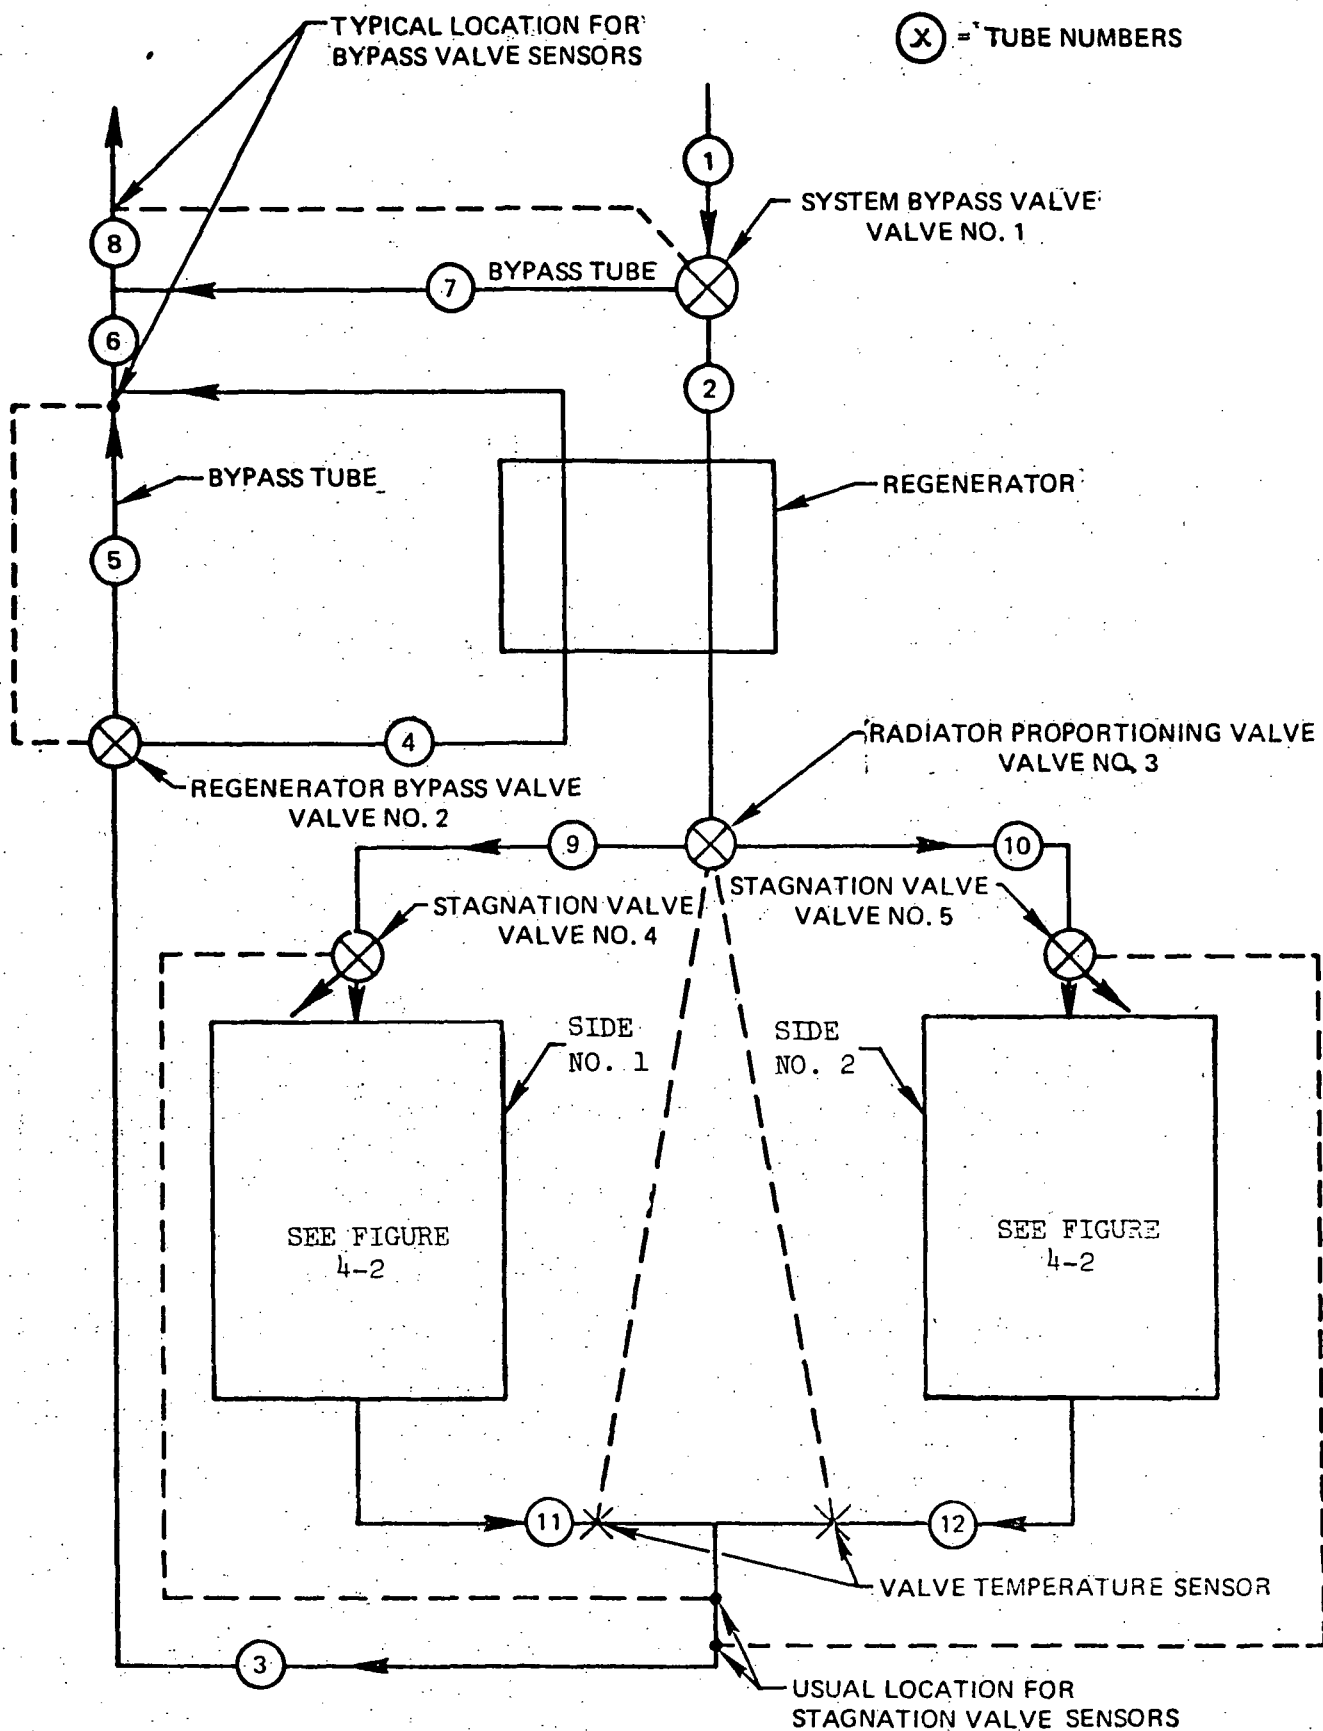 TYPICAL LOCATION FOR
BYPASS VALVE SENSORS
X = TUBE NUMBERS
1
SYSTEM BYPASS VALVE
VALVE NO. 1
8
7
BYPASS TUBE
6
2
BYPASS TUBE
REGENERATOR
5
4
RADIATOR PROPORTIONING VALVE
VALVE NO. 3
REGENERATOR BYPASS VALVE
VALVE NO. 2
9
10
STAGNATION VALVE
VALVE NO. 4
STAGNATION VALVE
VALVE NO. 5
SIDE
NO. 1
SIDE
NO. 2
SEE FIGURE
4-2
SEE FIGURE
4-2
11
12
VALVE TEMPERATURE SENSOR
3
USUAL LOCATION FOR
STAGNATION VALVE SENSORS